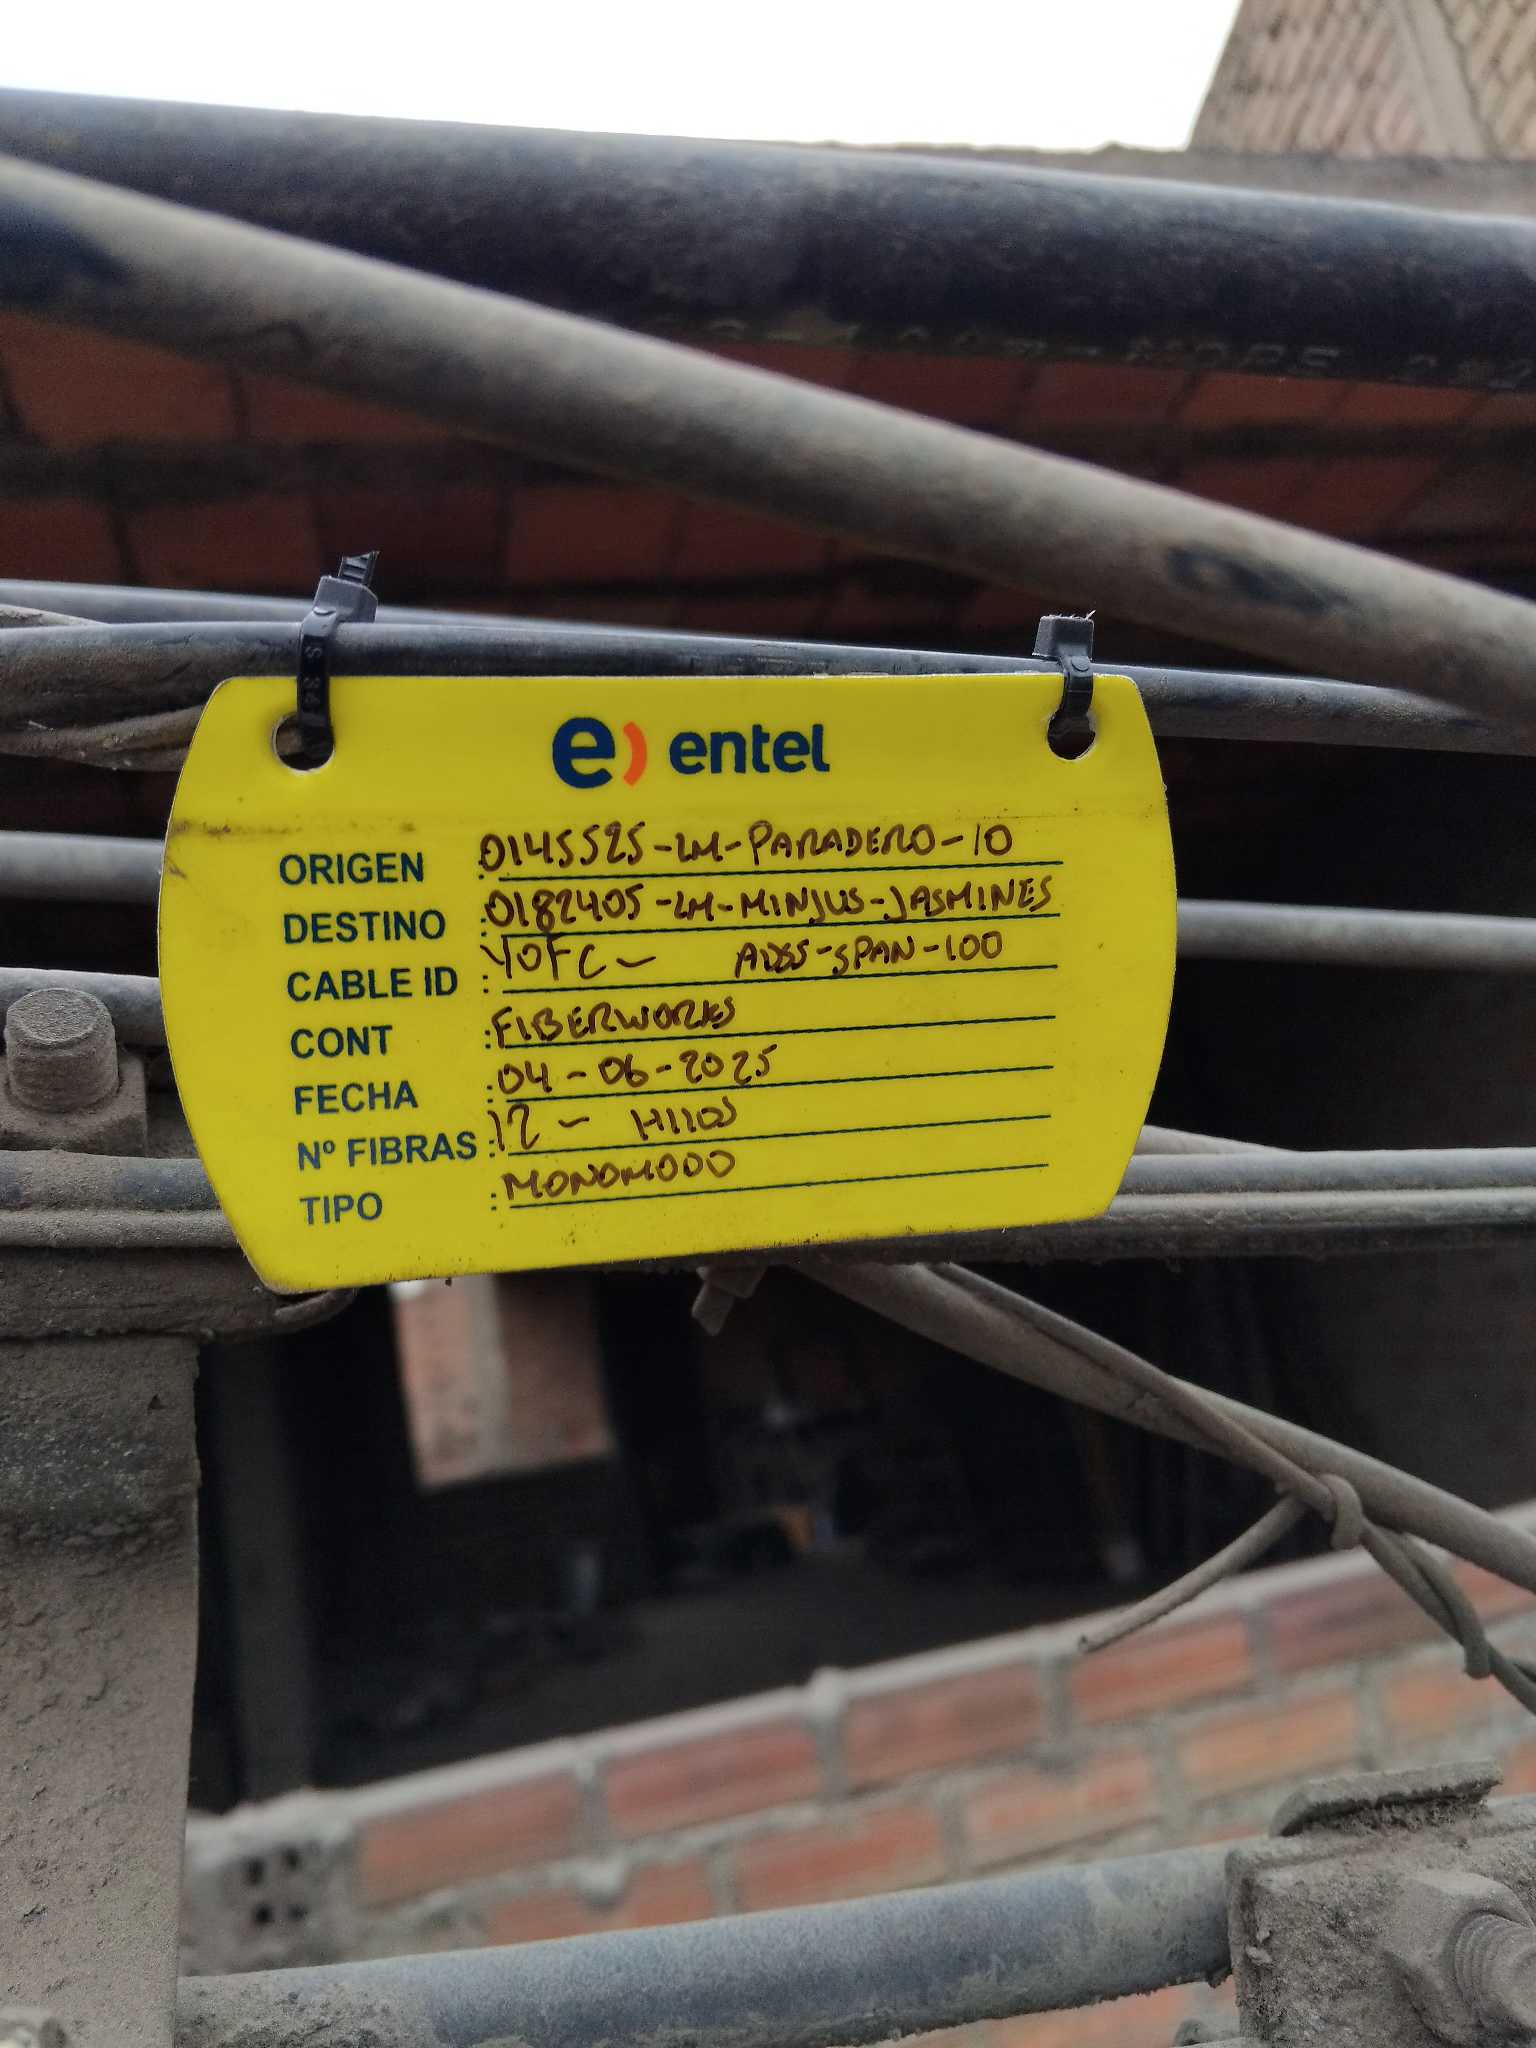 e) entel
ORIGEN : 0145525-LM-PARADERO-10
DESTINO : 0182405-LM-MINJUS-JASMINES
CABLE ID : YOFC - ADSS-SPAN-100
CONT : FIBERWORKS
FECHA : 04-06-2025
Nº FIBRAS : 12 - HILOS
TIPO : MONOMODO